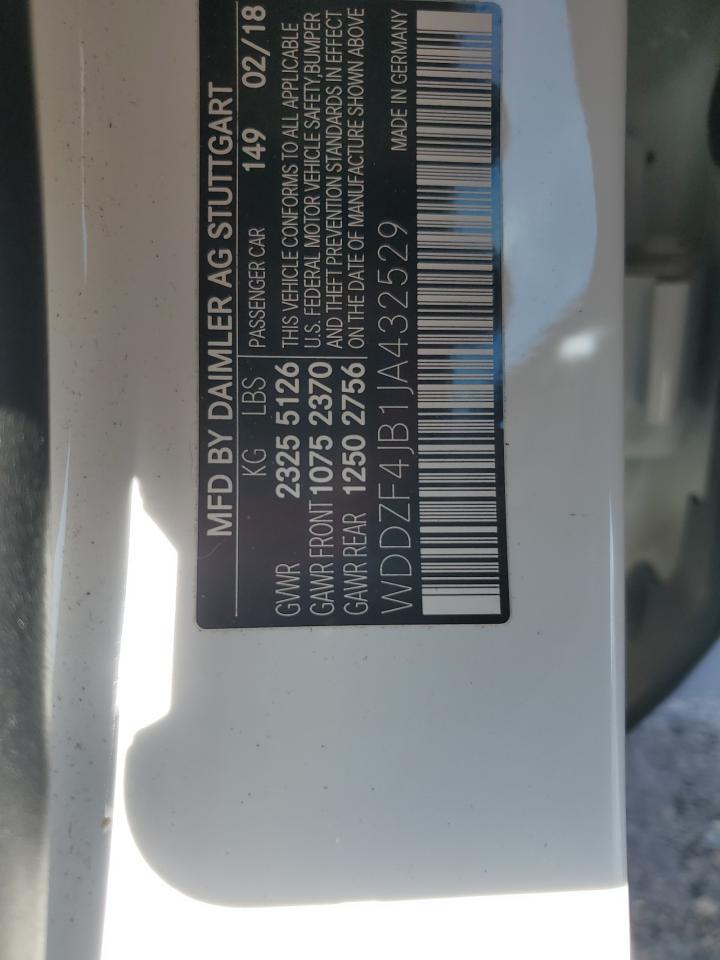 MFD BY DAIMLER AG STUTTGART
KG LBS
PASSENGER CAR 149 02/18
GVWR 2325 5126
GAWR FRONT 1075 2370
GAWR REAR 1250 2756
THIS VEHICLE CONFORMS TO ALL APPLICABLE
U.S. FEDERAL MOTOR VEHICLE SAFETY,BUMPER
AND THEFT PREVENTION STANDARDS IN EFFECT
ON THE DATE OF MANUFACTURE SHOWN ABOVE
WDDZF4JB1JA432529
MADE IN GERMANY